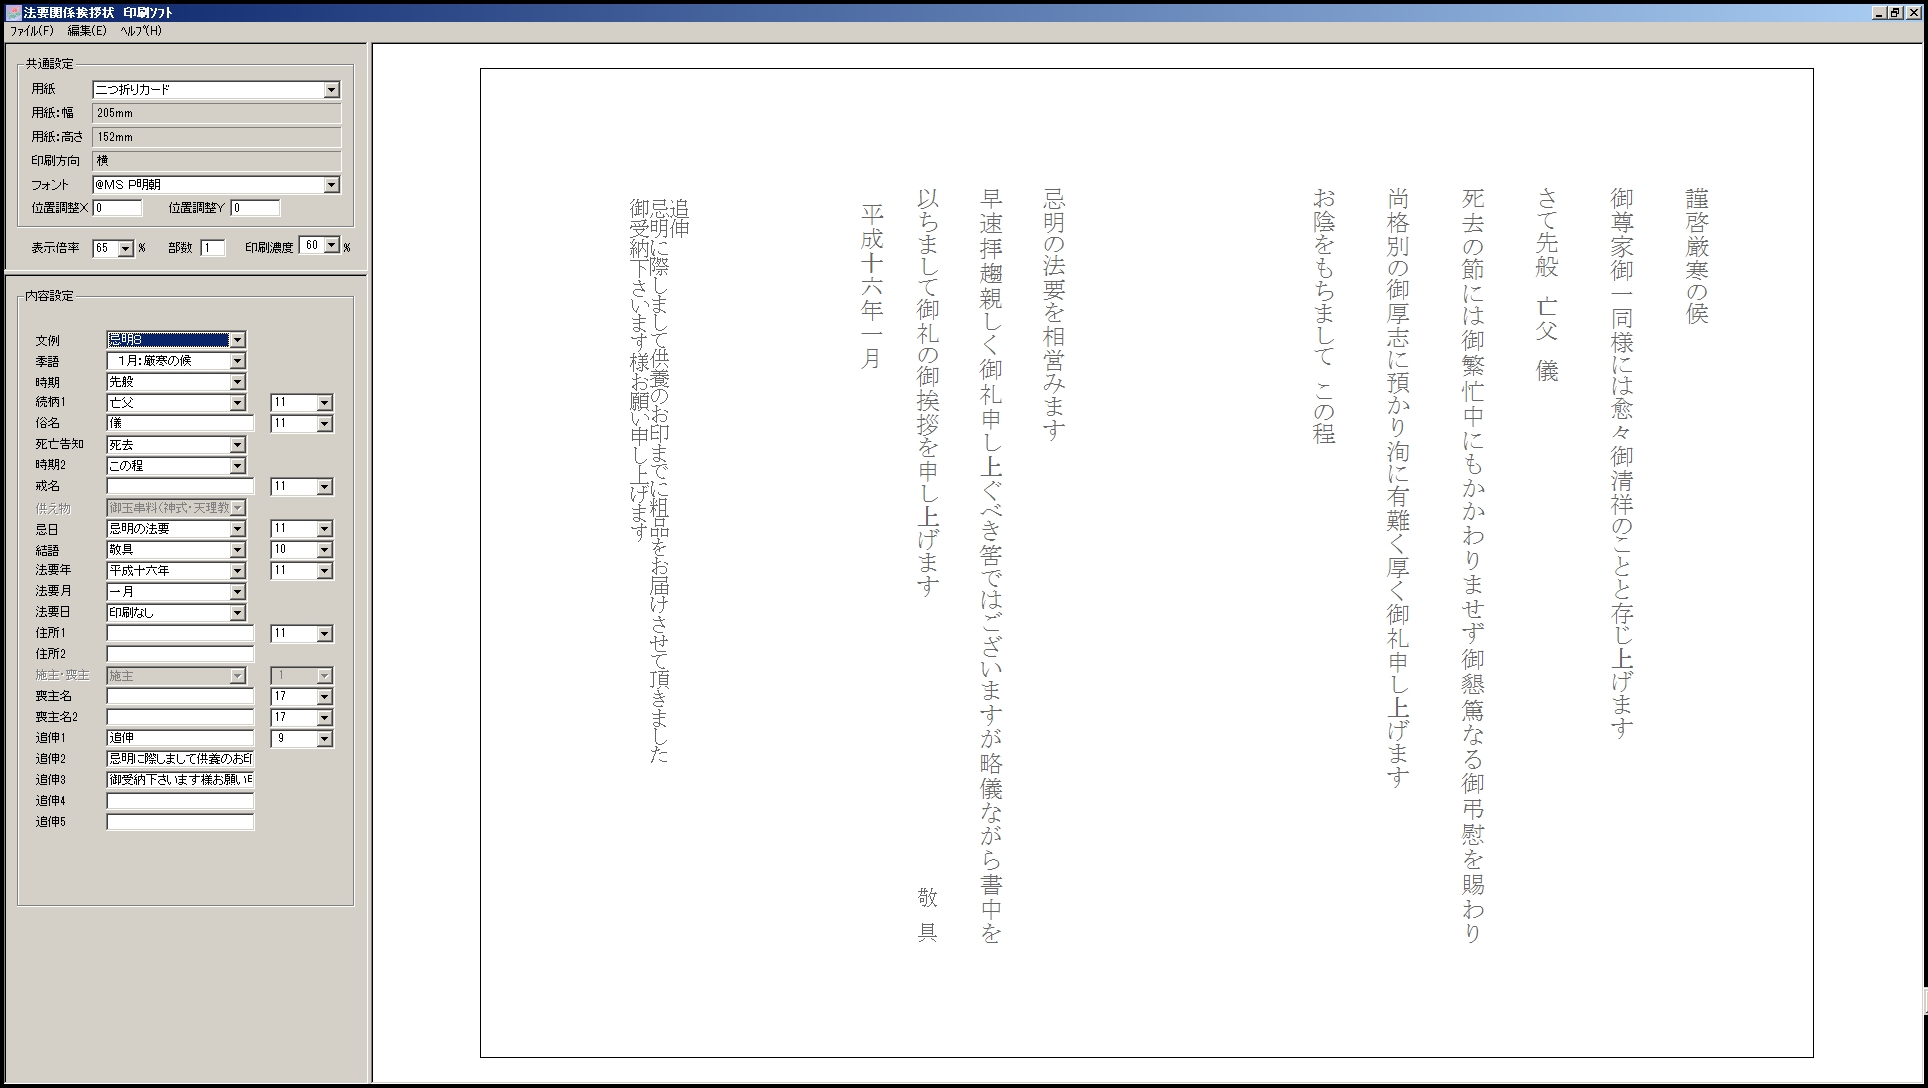 法要関係挨拶状 印刷ソフト
ファイル(F) 編集(E) ヘルプ(H)
共通設定
用紙 二つ折りカード
用紙:幅 205mm
用紙:高さ 152mm
印刷方向 横
フォント @MS P明朝
位置調整X 0 位置調整Y 0
表示倍率 65 % 部数 1 印刷濃度 60 %
内容設定
文例 忌明8
季語 1月:厳寒の候
時期 先般
続柄1 亡父 11
俗名 儀 11
死亡告知 死去
時期2 この程
戒名 11
供え物 御玉串料(神式・天理教
忌日 忌明の法要 11
結語 敬具 10
法要年 平成十六年 11
法要月 一月
法要日 印刷なし
住所1 11
住所2
施主・喪主 施主 1
喪主名 17
喪主名2 17
追伸1 追伸 9
追伸2 忌明に際しまして供養のお印
追伸3 御受納下さいます様お願い申
追伸4
追伸5
謹啓厳寒の候
御尊家御一同様には愈々御清祥のことと存じ上げます
さて先般 亡父 儀
死去の節には御繁忙中にもかかわりませず御懇篤なる御弔慰を賜わり
尚格別の御厚志に預かり洵に有難く厚く御礼申し上げます
お陰をもちまして この程
忌明の法要を相営みます
早速拝趨親しく御礼申し上ぐべき筈ではございますが略儀ながら書中を
以ちまして御礼の御挨拶を申し上げます 敬具
平成十六年一月
追伸
忌明に際しまして供養のお印までに粗品をお届けさせて頂きました
御受納下さいます様お願い申し上げます